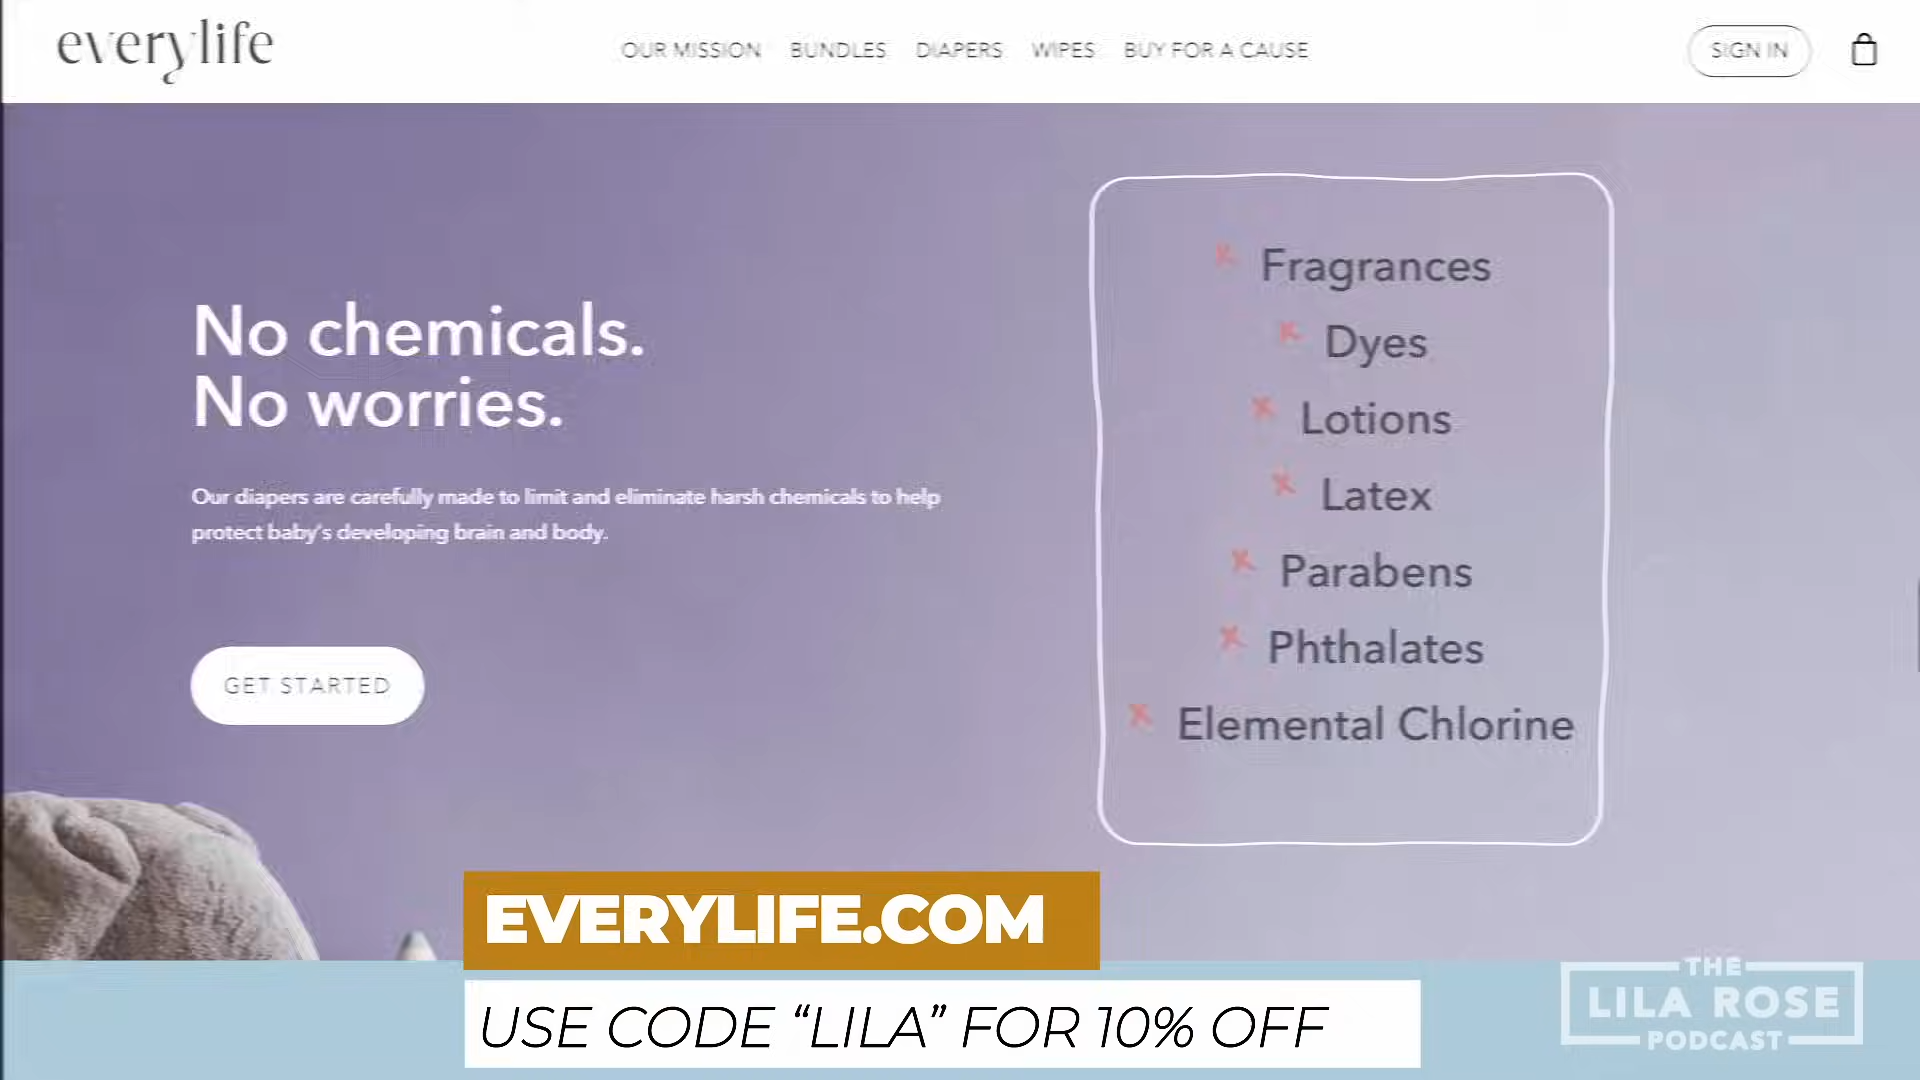 everylife
OUR MISSION BUNDLES DIAPERS WIPES BUY FOR A CAUSE
SIGN IN
No chemicals.
No worries.
Our diapers are carefully made to limit and eliminate harsh chemicals to help
protect baby's developing brain and body.
GET STARTED
Fragrances
Dyes
Lotions
Latex
Parabens
Phthalates
Elemental Chlorine
EVERYLIFE.COM
USE CODE “LILA” FOR 10% OFF
THE
LILA ROSE
PODCAST